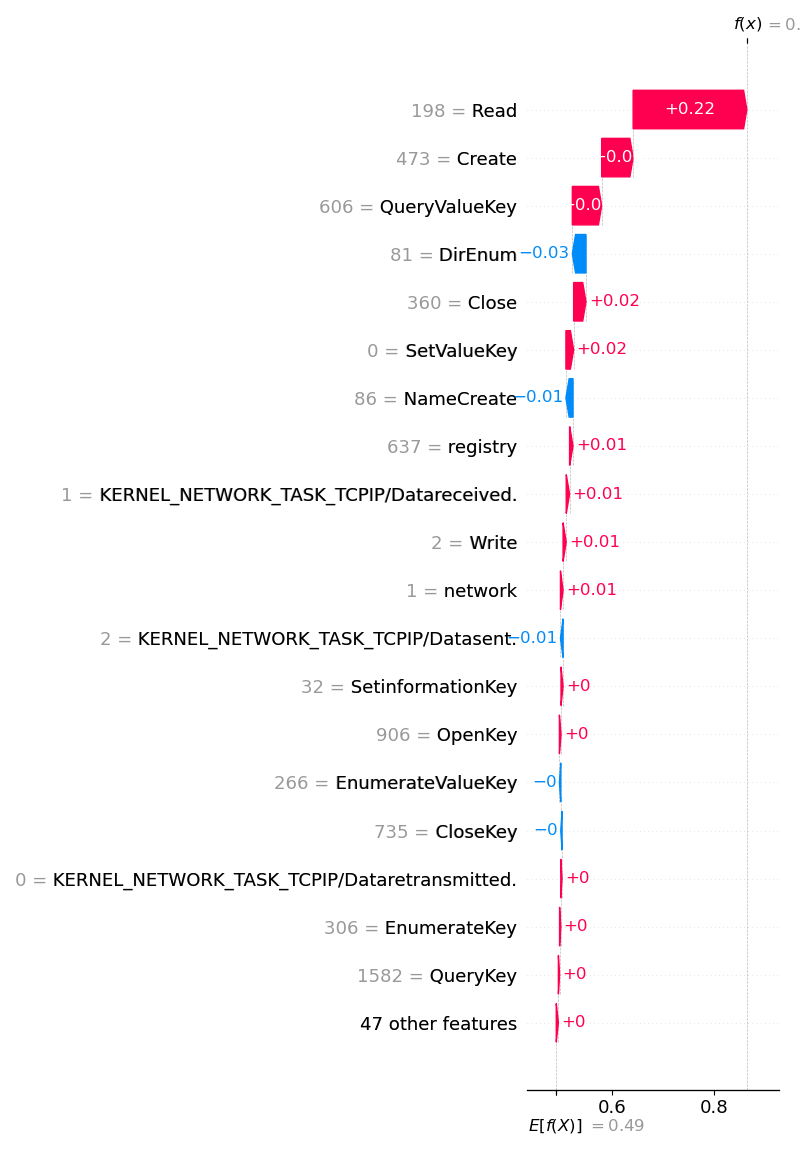 f(x) = 0.
198 = Read +0.22
473 = Create +0.0
606 = QueryValueKey +0.0
81 = DirEnum −0.03
360 = Close +0.02
0 = SetValueKey +0.02
86 = NameCreate −0.01
637 = registry +0.01
1 = KERNEL_NETWORK_TASK_TCPIP/Datareceived. +0.01
2 = Write +0.01
1 = network +0.01
2 = KERNEL_NETWORK_TASK_TCPIP/Datasent. −0.01
32 = SetinformationKey +0
906 = OpenKey +0
266 = EnumerateValueKey −0
735 = CloseKey −0
0 = KERNEL_NETWORK_TASK_TCPIP/Dataretransmitted. +0
306 = EnumerateKey +0
1582 = QueryKey +0
47 other features +0
0.6 0.8
E[f(X)] = 0.49